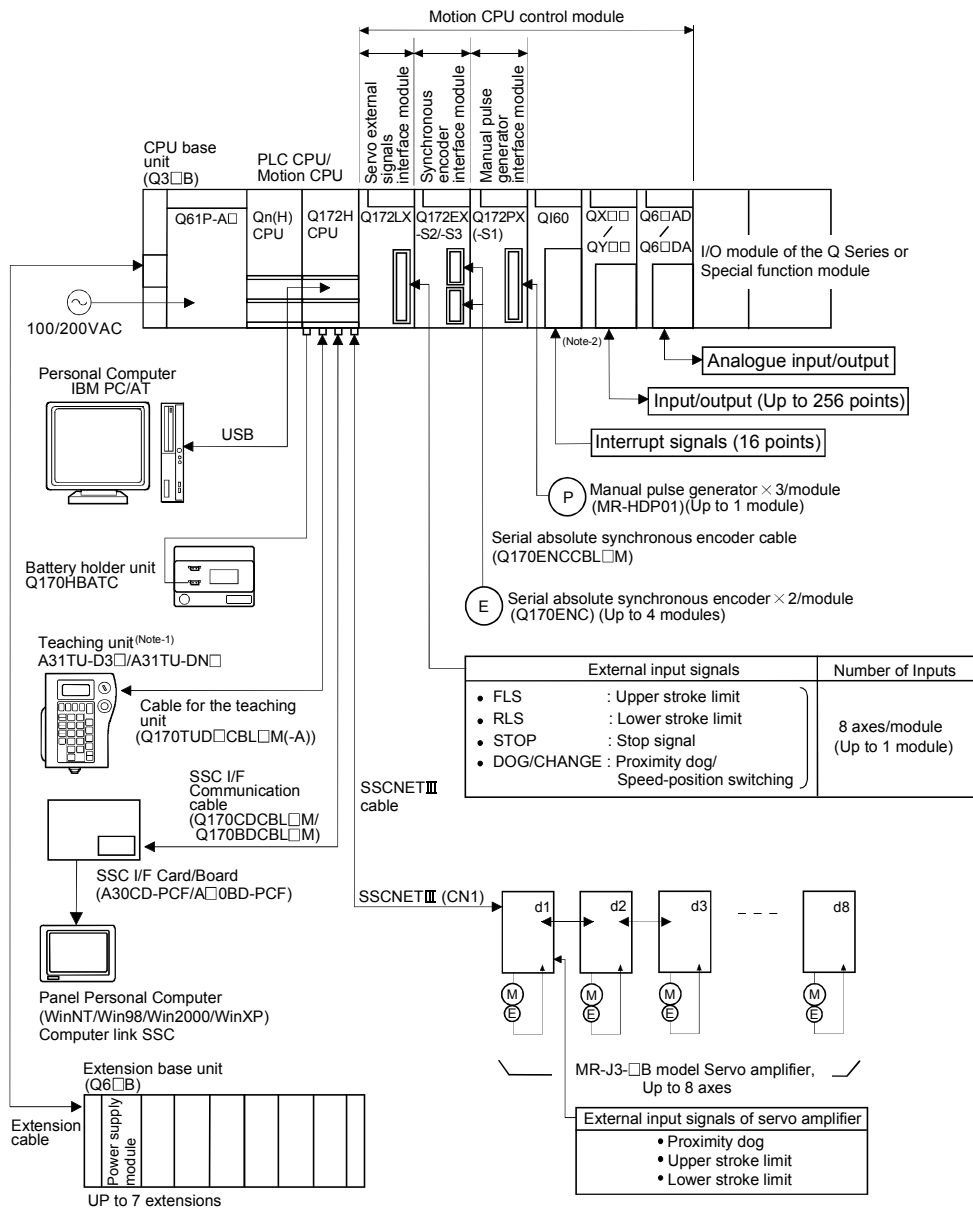 Motion CPU control module
Servo external
signals
interface module
Synchronous
encoder
interface module
Manual pulse
generator
interface module
CPU base
unit
(Q3□B)
PLC CPU/
Motion CPU
Q61P-A□
Qn(H)
CPU
Q172H
CPU
Q172LX
Q172EX
-S2/-S3
Q172PX
(-S1)
QI60
QX□□
/
QY□□
Q6□AD
/
Q6□DA
I/O module of the Q Series or
Special function module
100/200VAC
(Note-2)
Analogue input/output
Personal Computer
IBM PC/AT
Input/output (Up to 256 points)
USB
Interrupt signals (16 points)
P
Manual pulse generator × 3/module
(MR-HDP01)(Up to 1 module)
Serial absolute synchronous encoder cable
(Q170ENCCBL□M)
Battery holder unit
Q170HBATC
E
Serial absolute synchronous encoder × 2/module
(Q170ENC) (Up to 4 modules)
Teaching unit (Note-1)
A31TU-D3□/A31TU-DN□
External input signals
Number of Inputs
• FLS : Upper stroke limit
• RLS : Lower stroke limit
• STOP : Stop signal
• DOG/CHANGE : Proximity dog/
Speed-position switching
8 axes/module
(Up to 1 module)
Cable for the teaching
unit
(Q170TUD□CBL□M(-A))
SSC I/F
Communication
cable
(Q170CDCBL□M/
Q170BDCBL□M)
SSCNETⅢ
cable
SSC I/F Card/Board
(A30CD-PCF/A□0BD-PCF)
SSCNETⅢ (CN1)
d1
d2
d3
d8
M
E
M
E
M
E
M
E
Panel Personal Computer
(WinNT/Win98/Win2000/WinXP)
Computer link SSC
MR-J3-□B model Servo amplifier,
Up to 8 axes
Extension base unit
(Q6□B)
Extension
cable
Power supply
module
External input signals of servo amplifier
• Proximity dog
• Upper stroke limit
• Lower stroke limit
UP to 7 extensions